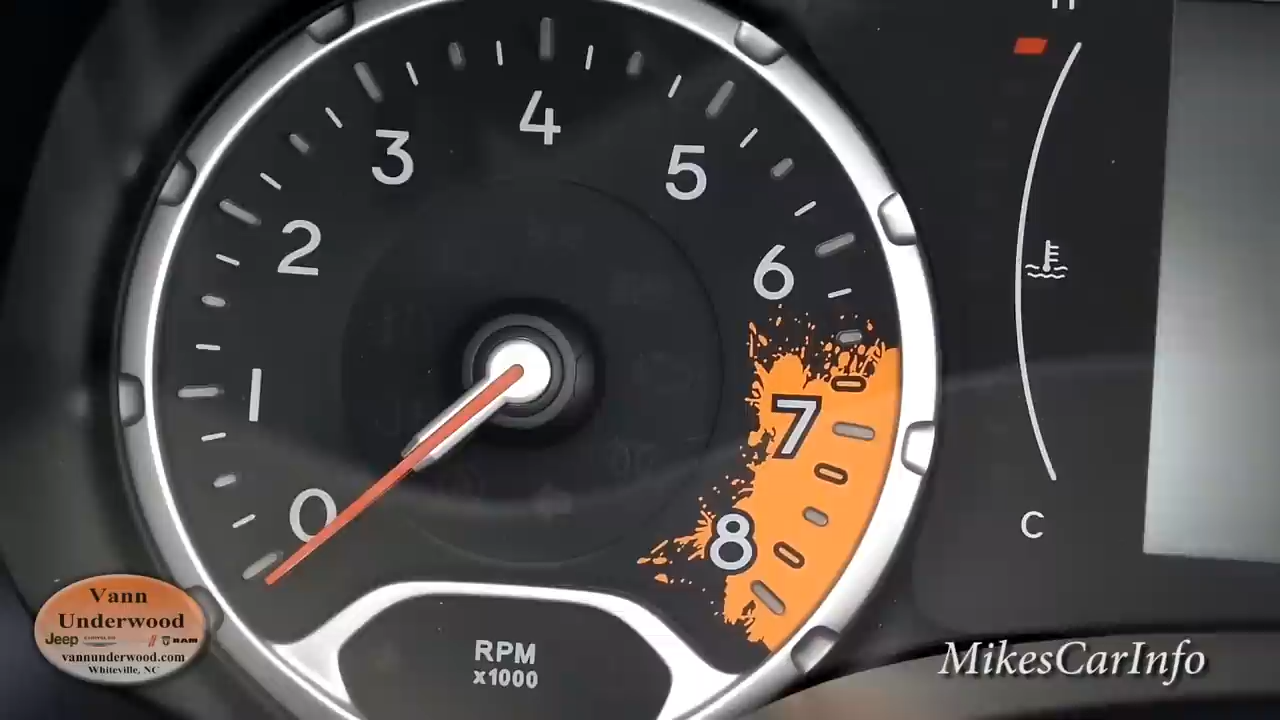 4
3
5
2
6
1
7
0
8
RPM
x1000
C
Vann
Underwood
Jeep RAM
vannunderwood.com
Whiteville, NC
MikesCarInfo